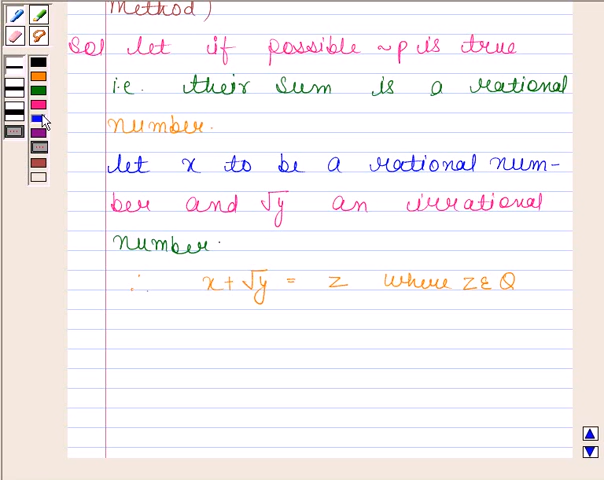 Method)
Sol let if possible ~p is true
i.e. their sum is a rational
number.
let x to be a rational num-
ber and √y an irrational
number.
∴ x + √y = z where z ε Q